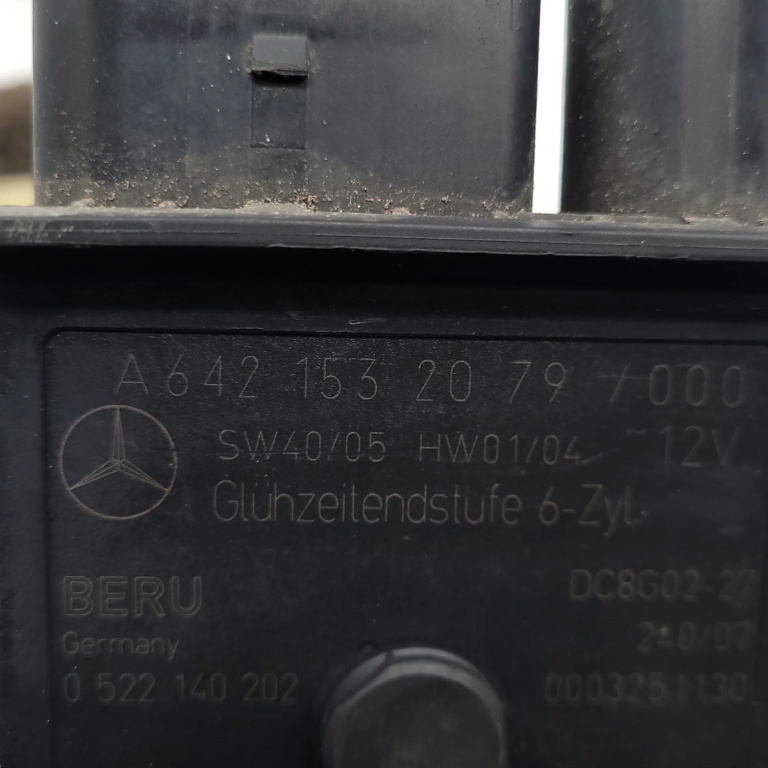 A 642 153 20 79 /000
SW40/05 HW01/04 12V
Glühzeitendstufe 6-Zyl.
BERU DC8G02-27
Germany 240/07
0 522 140 202 0003251130